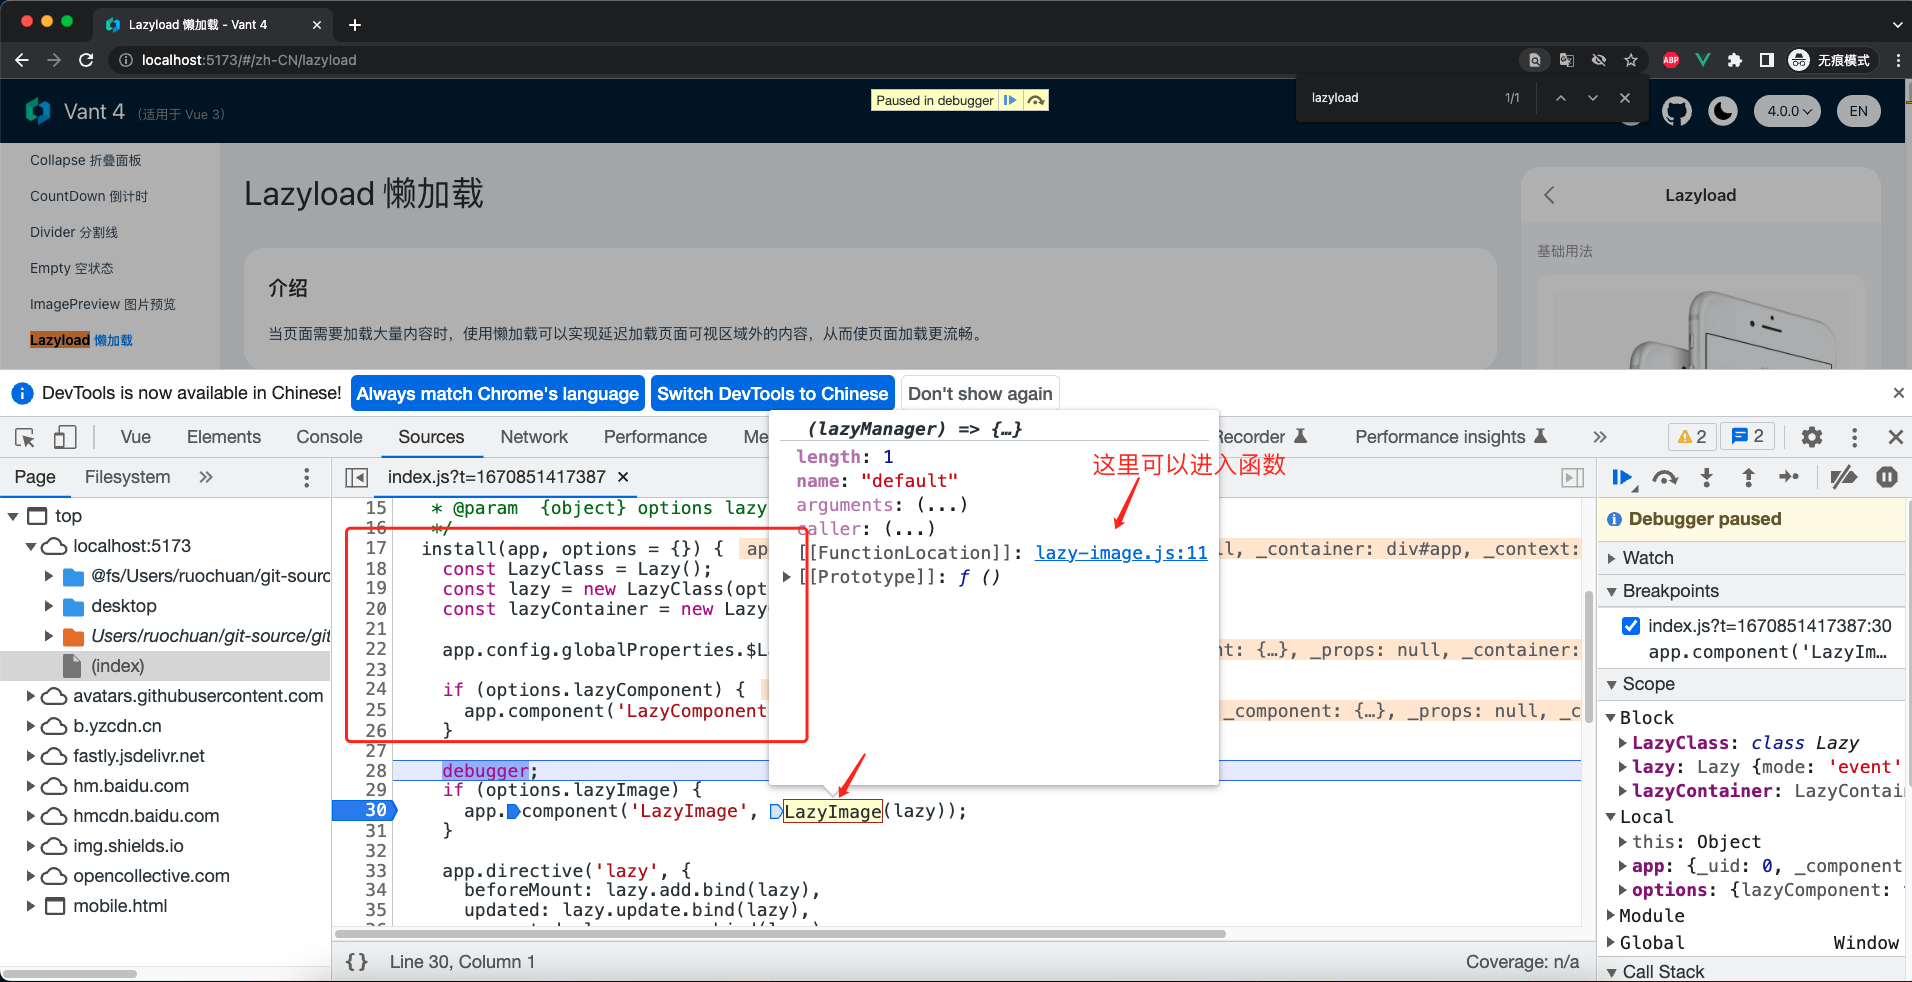 Lazyload 懒加载 - Vant 4
localhost:5173/#/zh-CN/lazyload
ABP
无痕模式
Vant 4 (适用于 Vue 3)
Paused in debugger
lazyload 1/1
4.0.0
EN
Collapse 折叠面板
CountDown 倒计时
Divider 分割线
Empty 空状态
ImagePreview 图片预览
Lazyload 懒加载
Lazyload 懒加载
介绍
当页面需要加载大量内容时，使用懒加载可以实现延迟加载页面可视区域外的内容，从而使页面加载更流畅。
Lazyload
基础用法
DevTools is now available in Chinese! Always match Chrome's language Switch DevTools to Chinese Don't show again
Vue Elements Console Sources Network Performance Me Recorder Performance insights 2 2
Page Filesystem
index.js?t=1670851417387
top
localhost:5173
@fs/Users/ruochuan/git-sourc
desktop
Users/ruochuan/git-source/git
(index)
avatars.githubusercontent.com
b.yzcdn.cn
fastly.jsdelivr.net
hm.baidu.com
hmcdn.baidu.com
img.shields.io
opencollective.com
mobile.html
15 * @param {object} options lazy
16 */
17 install(app, options = {}) { ap ll, _container: div#app, _context:
18 const LazyClass = Lazy();
19 const lazy = new LazyClass(opt
20 const lazyContainer = new Lazy
21
22 app.config.globalProperties.$L nt: {…}, _props: null, _container:
23
24 if (options.lazyComponent) {
25 app.component('LazyComponent _component: {…}, _props: null, _c
26 }
27
28 debugger;
29 if (options.lazyImage) {
30 app.component('LazyImage', LazyImage(lazy));
31 }
32
33 app.directive('lazy', {
34 beforeMount: lazy.add.bind(lazy),
35 updated: lazy.update.bind(lazy),
(lazyManager) => {…}
length: 1
name: "default"
arguments: (...)
caller: (...)
[[FunctionLocation]]: lazy-image.js:11
[[Prototype]]: ƒ ()
这里可以进入函数
{} Line 30, Column 1
Coverage: n/a
Debugger paused
Watch
Breakpoints
index.js?t=1670851417387:30
app.component('LazyIm…
Scope
Block
LazyClass: class Lazy
lazy: Lazy {mode: 'event'
lazyContainer: LazyContai
Local
this: Object
app: {_uid: 0, _component
options: {lazyComponent:
Module
Global Window
Call Stack